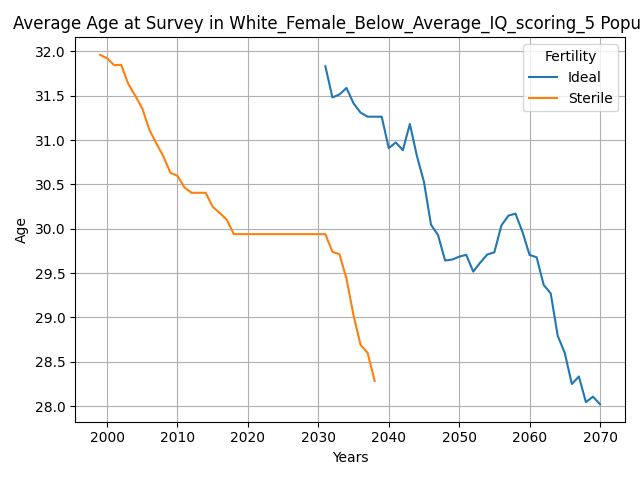 Average Age at Survey in White_Female_Below_Average_IQ_scoring_5 Popu
32.0
31.5
31.0
30.5
30.0
29.5
29.0
28.5
28.0
Age
Fertility
Ideal
Sterile
2000 2010 2020 2030 2040 2050 2060 2070
Years